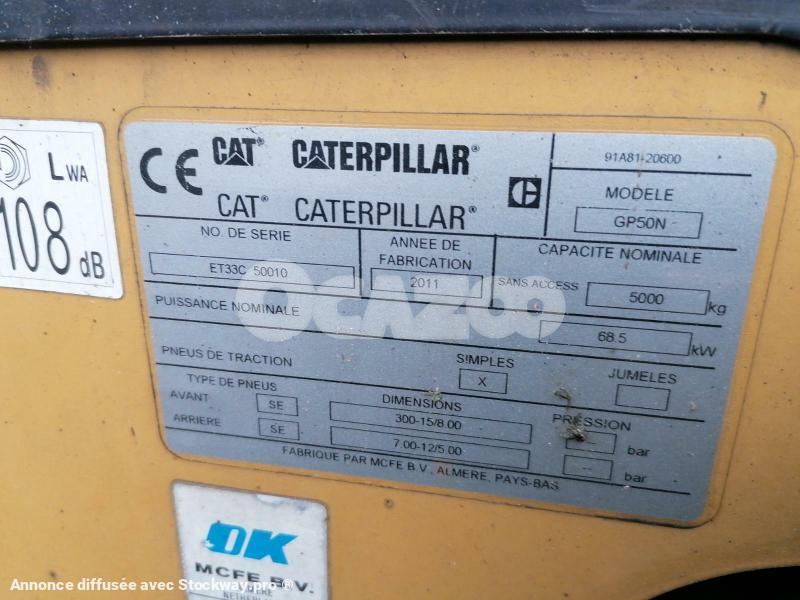 LWA
108 dB
CE CAT® CATERPILLAR®
CAT® CATERPILLAR®
91A81-20600
MODELE
GP50N
NO. DE SERIE
ET33C 50010
ANNEE DE
FABRICATION
2011
CAPACITE NOMINALE
SANS ACCESS 5000 kg
PUISSANCE NOMINALE 68.5 kW
OCAZOO
PNEUS DE TRACTION SIMPLES X JUMELES
TYPE DE PNEUS DIMENSIONS PRESSION
AVANT SE 300-15/8.00 bar
ARRIERE SE 7.00-12/5.00 -- bar
FABRIQUE PAR MCFE B.V., ALMERE, PAYS-BAS
OK
MCFE B.V.
Annonce diffusée avec Stockway.pro ®